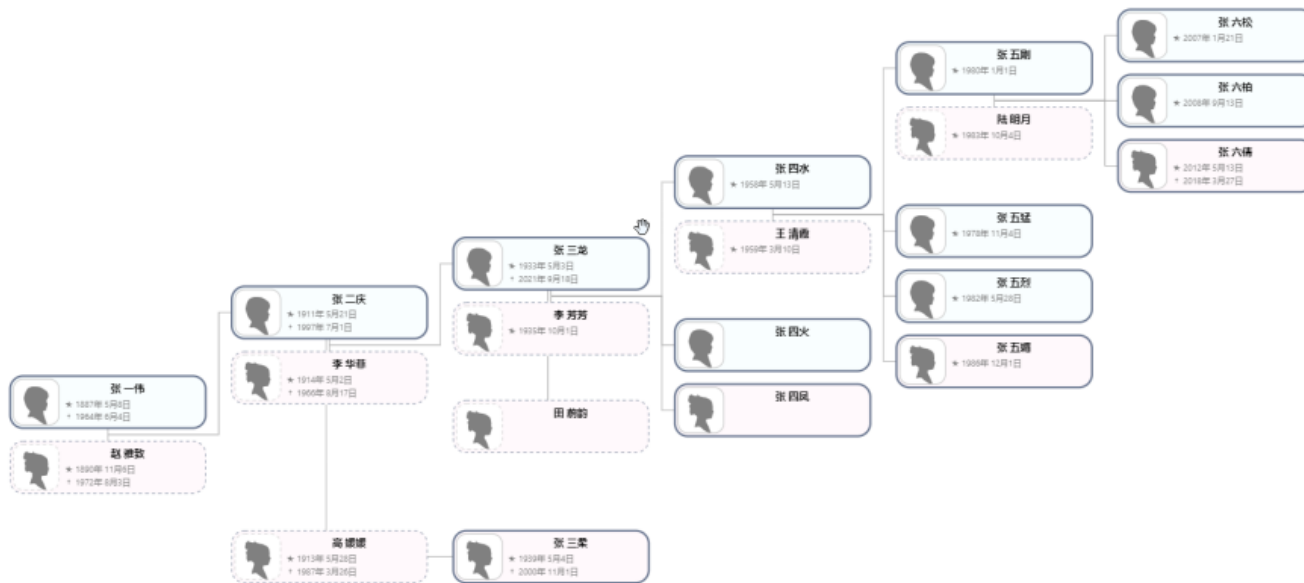 张 六松
★ 2007年 1月21日
张 五刚
★ 1980年 1月1日
张 六柏
★ 2008年 9月13日
陆 明月
★ 1983年 10月4日
张 六倩
★ 2012年 5月13日
† 2018年 3月27日
张 四水
★ 1958年 5月13日
张 五猛
★ 1978年 11月4日
王 清霞
★ 1959年 3月10日
张 三龙
★ 1933年 5月3日
† 2021年 9月18日
张 五烈
★ 1982年 5月28日
张 二庆
★ 1911年 5月21日
† 1997年 7月1日
李 芳芳
★ 1935年 10月1日
张 四火
张 五媚
★ 1986年 12月1日
李 华菲
★ 1914年 5月2日
† 1966年 8月17日
张 一伟
★ 1887年 5月8日
† 1964年 6月4日
张 四凤
田 蔚韵
赵 雅致
★ 1890年 11月6日
† 1972年 8月3日
高 媛媛
★ 1913年 5月28日
† 1987年 3月26日
张 三柔
★ 1939年 5月4日
† 2000年 11月1日